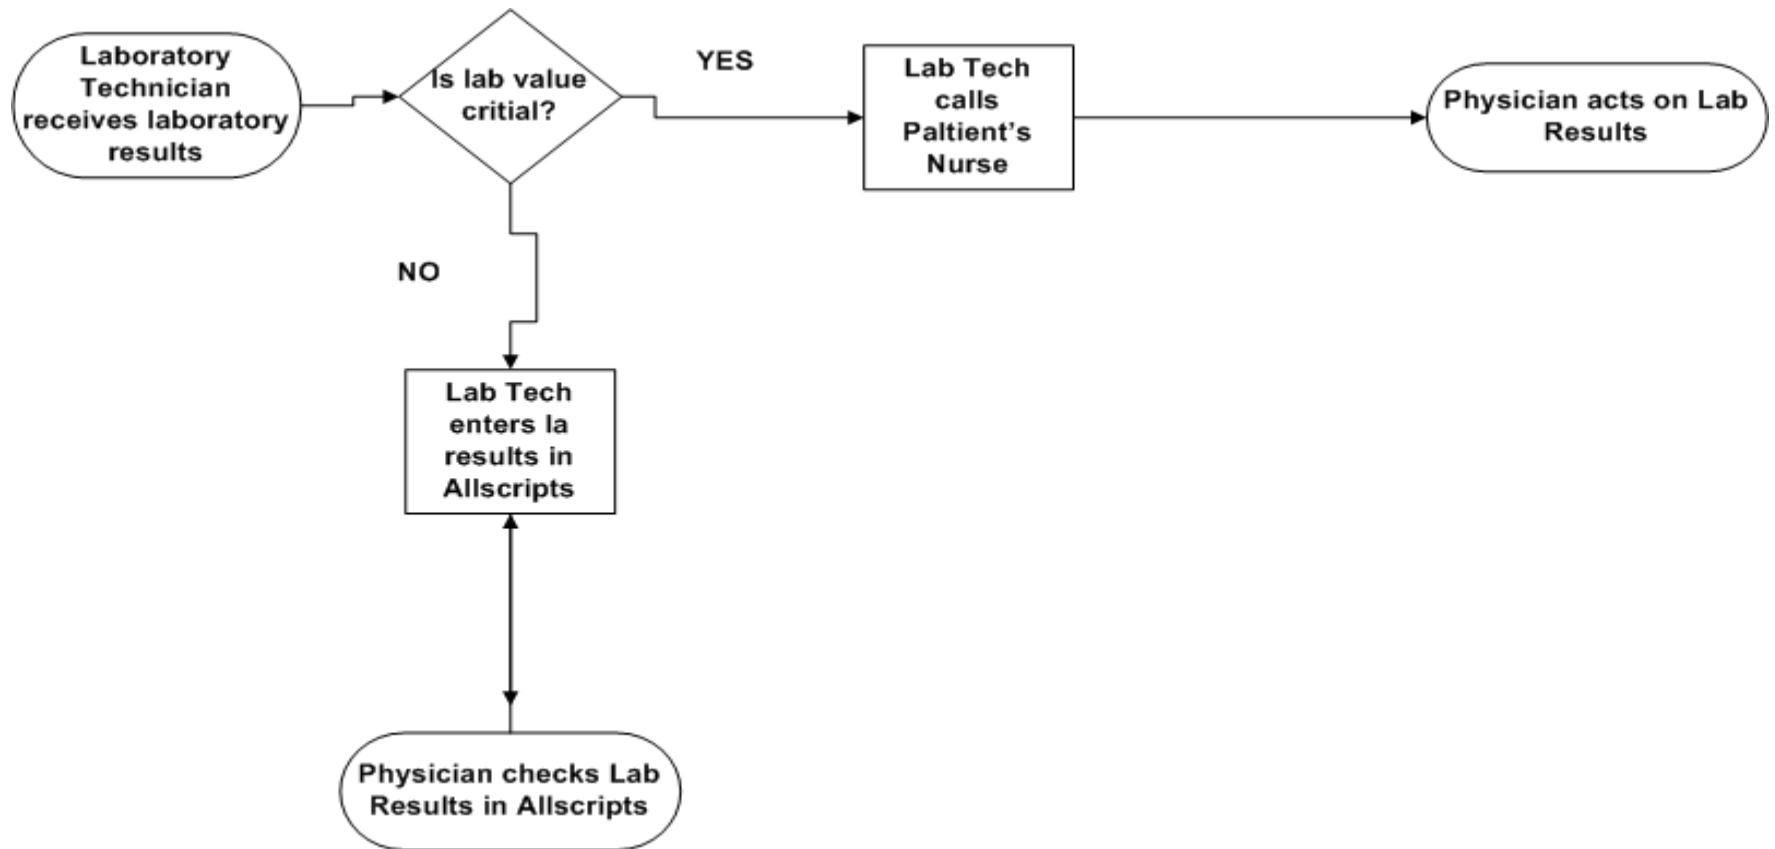 Laboratory
Technician
receives laboratory
results
Is lab value
critial?
YES
Lab Tech
calls
Paltient’s
Nurse
Physician acts on Lab
Results
NO
Lab Tech
enters la
results in
Allscripts
Physician checks Lab
Results in Allscripts